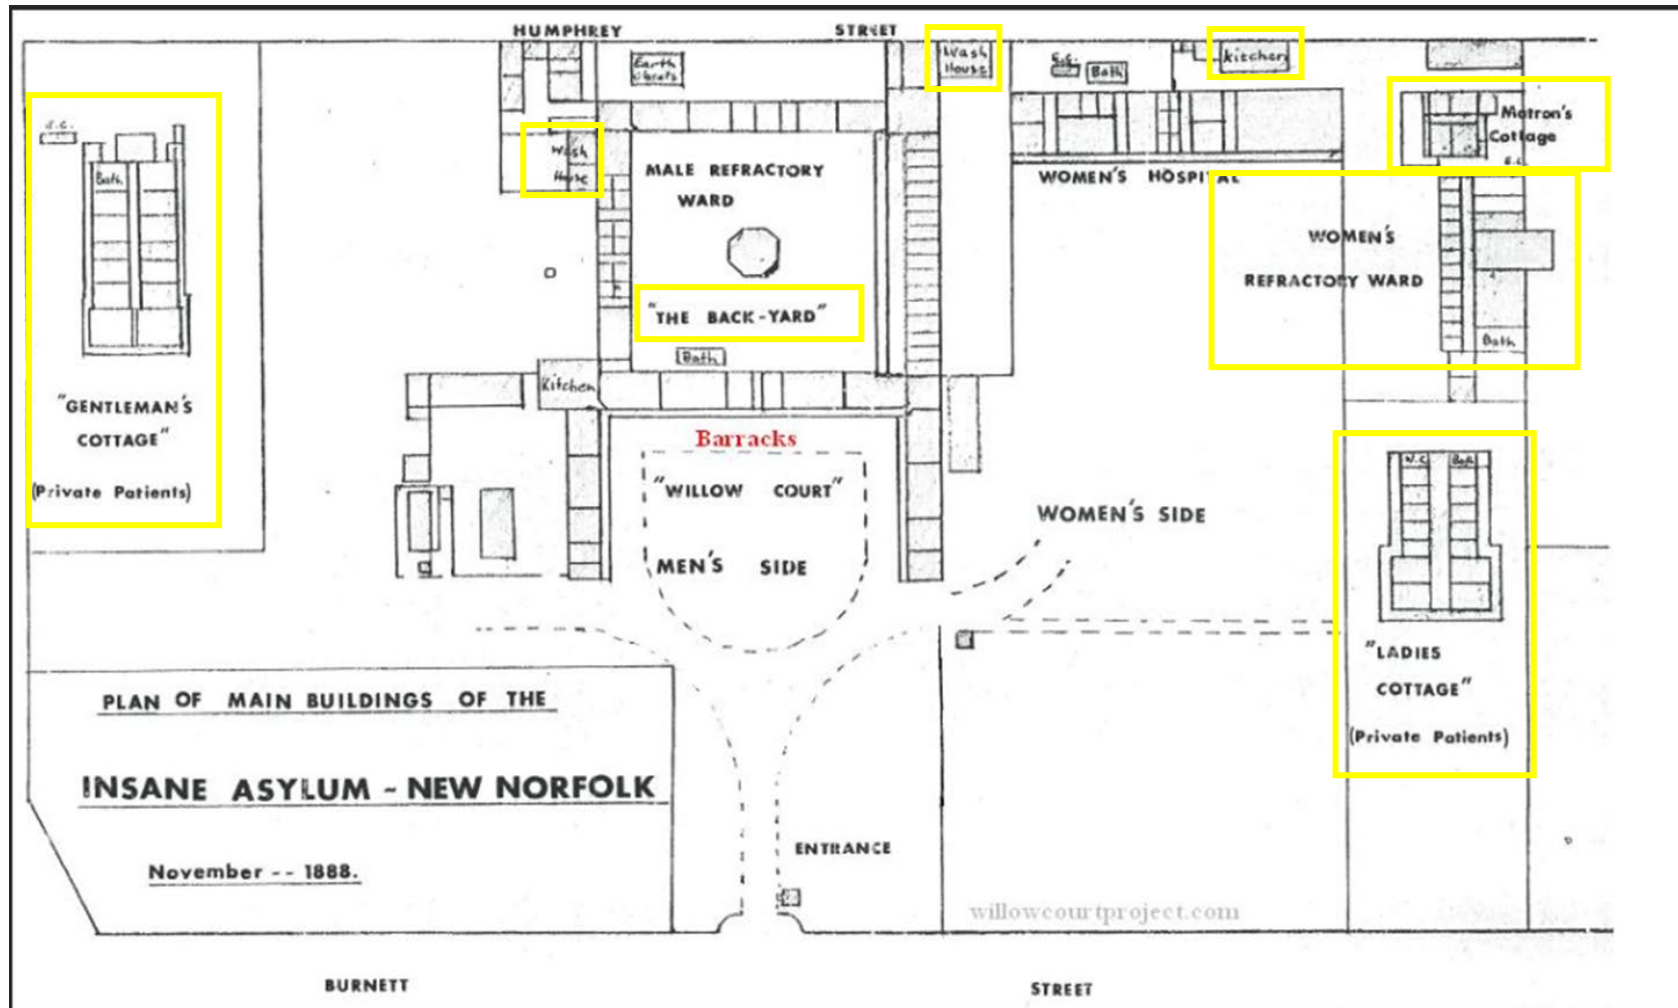 HUMPHREY STREET
Earth
Closets
Wash
House
E.C.
Bath
Kitchen
E.C.
Bath
Wash
House
MALE REFRACTORY
WARD
"THE BACK-YARD"
Bath
Kitchen
WOMEN'S HOSPITAL
Matron's
Cottage
E.C.
WOMEN'S
REFRACTORY WARD
Bath
"GENTLEMAN'S
COTTAGE"
(Private Patients)
Barracks
"WILLOW COURT"
MEN'S SIDE
WOMEN'S SIDE
W.C.
Bath
"LADIES
COTTAGE"
(Private Patients)
PLAN OF MAIN BUILDINGS OF THE
INSANE ASYLUM - NEW NORFOLK
November -- 1888.
ENTRANCE
willowcourtproject.com
BURNETT STREET